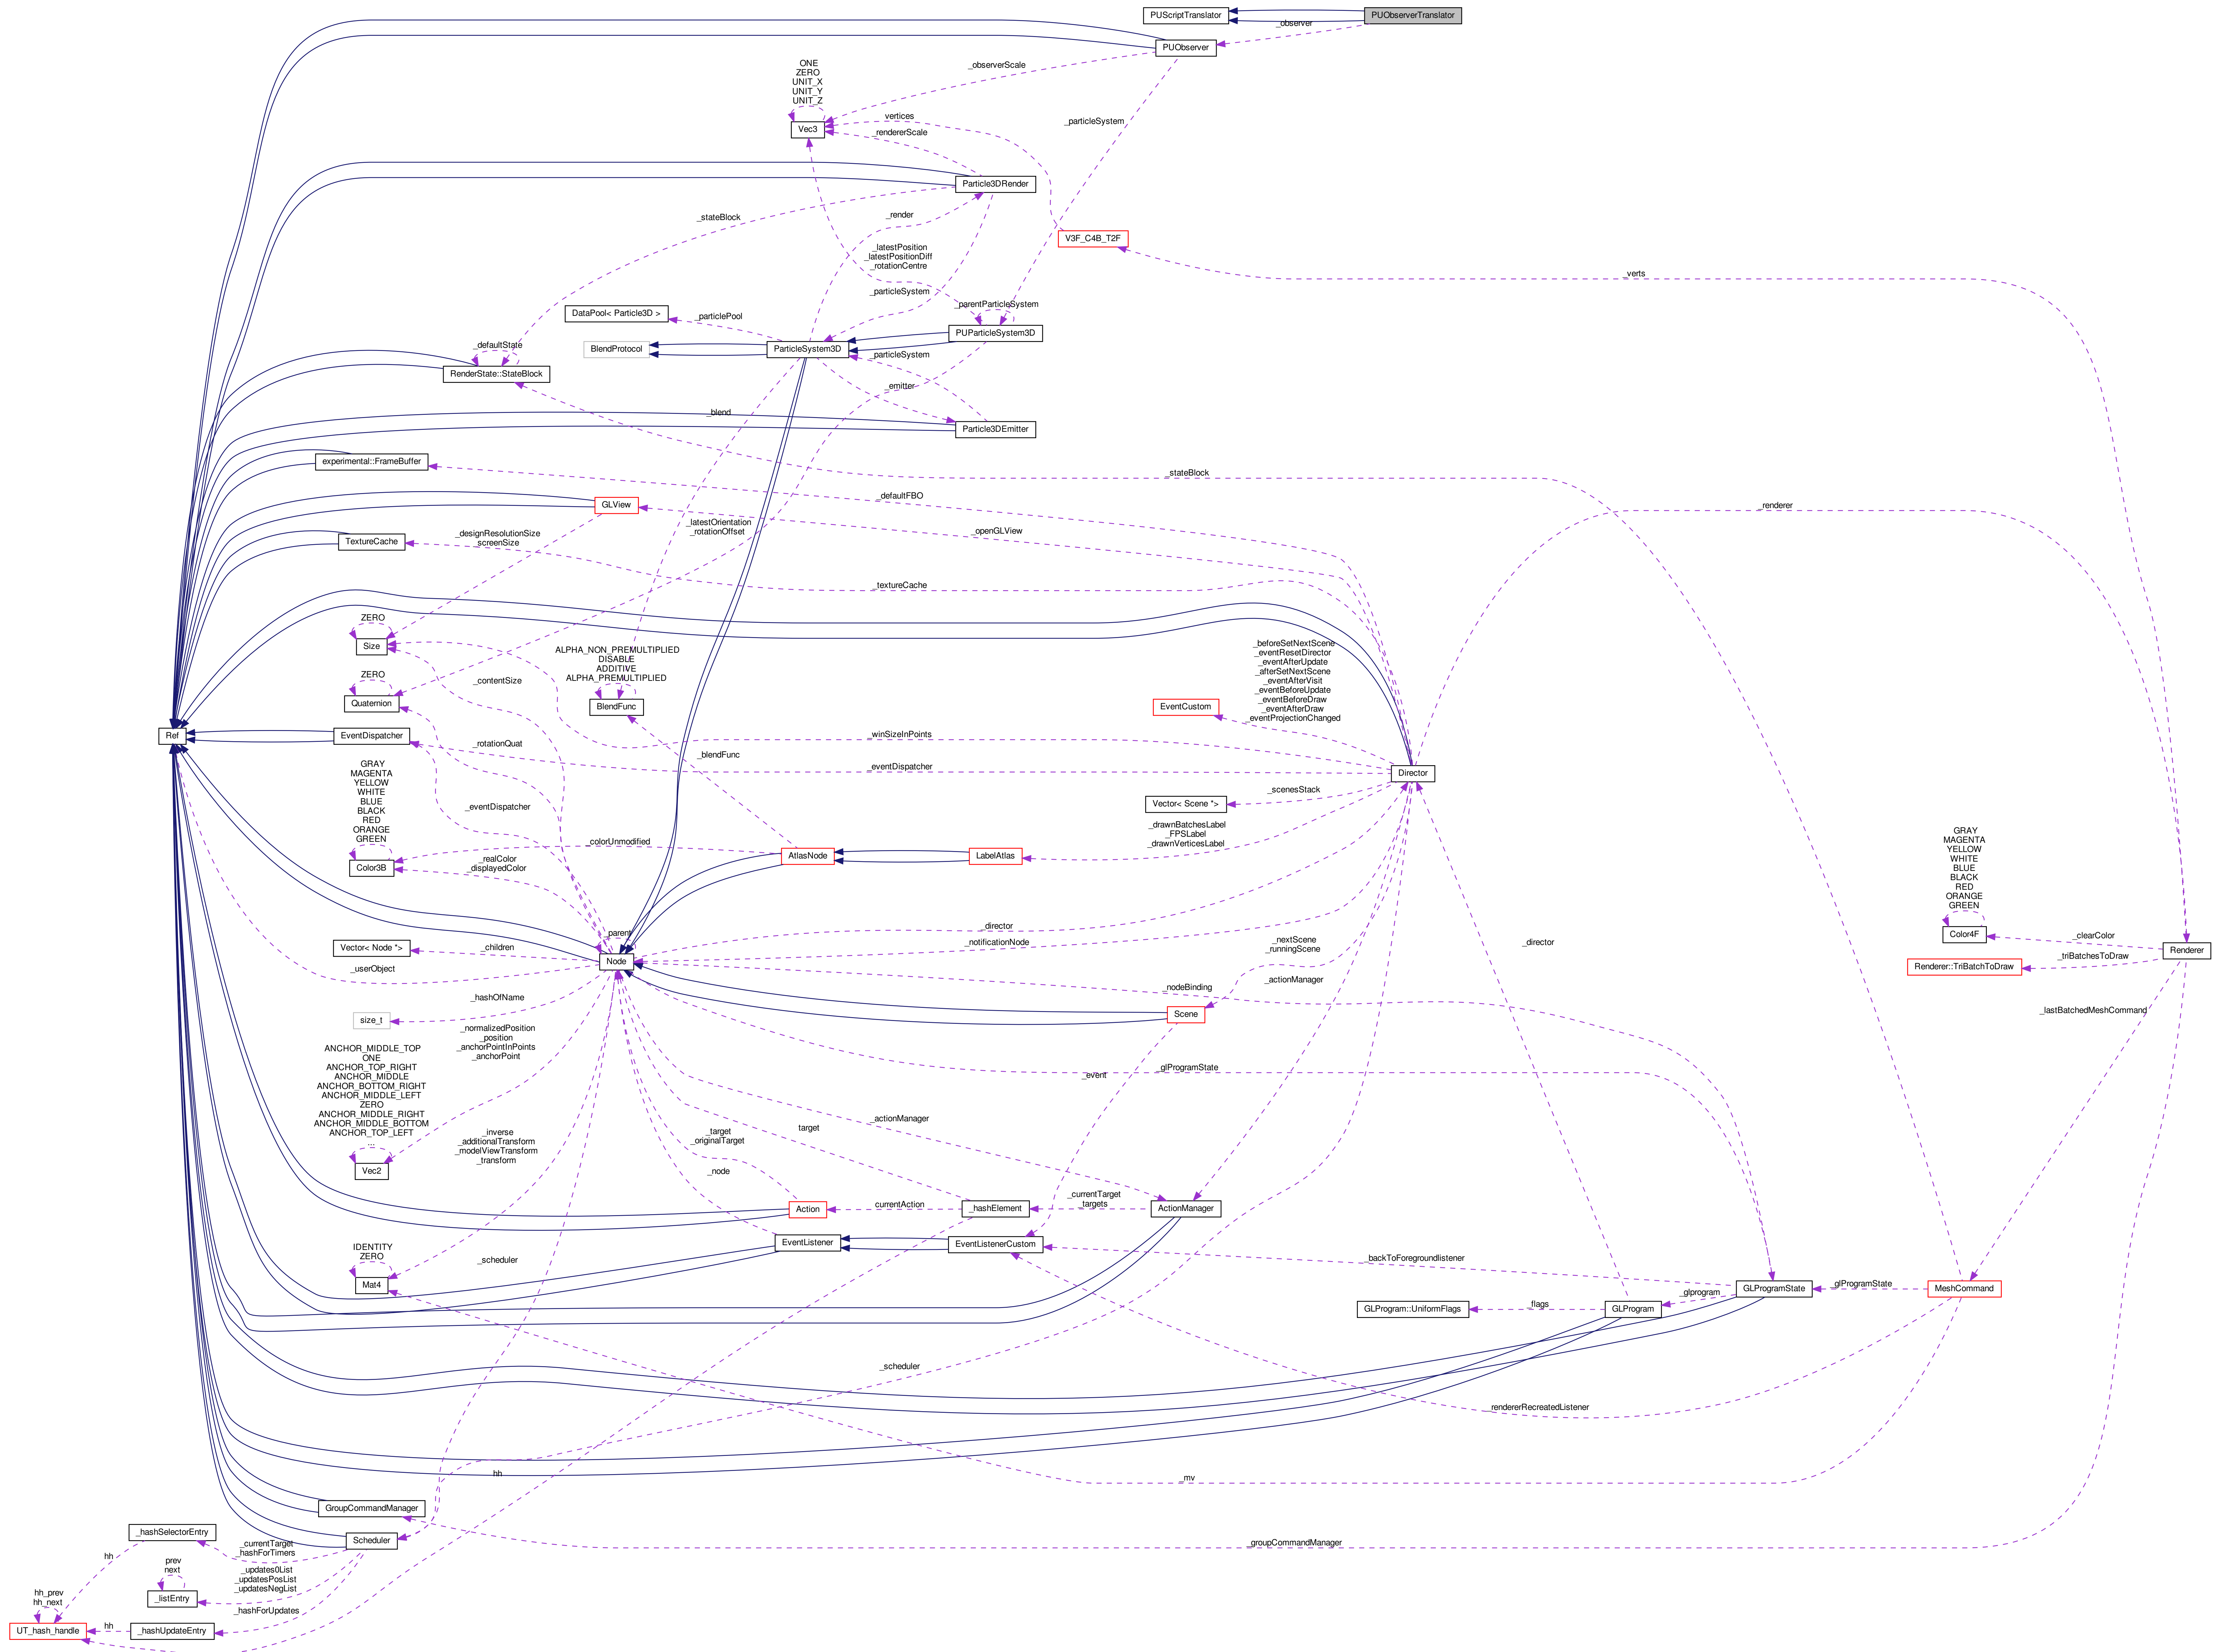 PUScriptTranslator
PUObserverTranslator
_observer
PUObserver
ONE
ZERO
UNIT_X
UNIT_Y
UNIT_Z
_observerScale
Vec3
vertices
_rendererScale
_particleSystem
Particle3DRender
_stateBlock
_render
V3F_C4B_T2F
_latestPosition
_latestPositionDiff
_rotationCentre
_verts
_particleSystem
DataPool< Particle3D >
_particlePool
_parentParticleSystem
PUParticleSystem3D
_defaultState
BlendProtocol
ParticleSystem3D
_particleSystem
RenderState::StateBlock
_emitter
_blend
Particle3DEmitter
experimental::FrameBuffer
_stateBlock
_defaultFBO
GLView
_renderer
_designResolutionSize
_screenSize
_latestOrientation
_rotationOffset
_openGLView
TextureCache
_textureCache
ZERO
Size
ALPHA_NON_PREMULTIPLIED
DISABLE
ADDITIVE
ALPHA_PREMULTIPLIED
_beforeSetNextScene
_eventResetDirector
_eventAfterUpdate
_afterSetNextScene
_eventAfterVisit
_eventBeforeUpdate
_eventBeforeDraw
_eventAfterDraw
_eventProjectionChanged
ZERO
Quaternion
_contentSize
BlendFunc
EventCustom
Ref
EventDispatcher
_rotationQuat
_blendFunc
_winSizeInPoints
_eventDispatcher
Director
GRAY
MAGENTA
YELLOW
WHITE
BLUE
BLACK
RED
ORANGE
GREEN
_eventDispatcher
Vector< Scene *>
_scenesStack
_drawnBatchesLabel
_FPSLabel
_drawnVerticesLabel
_colorUnmodified
AtlasNode
LabelAtlas
Color3B
_realColor
_displayedColor
GRAY
MAGENTA
YELLOW
WHITE
BLUE
BLACK
RED
ORANGE
GREEN
Color4F
_clearColor
Renderer
_parent
_director
_director
Vector< Node *>
_children
Node
_notificationNode
_nextScene
_runningScene
_userObject
_triBatchesToDraw
Renderer::TriBatchToDraw
_actionManager
_nodeBinding
_hashOfName
size_t
Scene
_lastBatchedMeshCommand
_normalizedPosition
_position
_anchorPointInPoints
_anchorPoint
ANCHOR_MIDDLE_TOP
ONE
ANCHOR_TOP_RIGHT
ANCHOR_MIDDLE
ANCHOR_BOTTOM_RIGHT
ANCHOR_MIDDLE_LEFT
ZERO
ANCHOR_MIDDLE_RIGHT
ANCHOR_MIDDLE_BOTTOM
ANCHOR_TOP_LEFT
...
Vec2
_event
_glProgramState
_inverse
_additionalTransform
_modelViewTransform
_transform
_target
_originalTarget
target
_actionManager
_node
Action
currentAction
_hashElement
_currentTarget
_targets
ActionManager
IDENTITY
ZERO
Mat4
_scheduler
EventListener
EventListenerCustom
_backToForegroundlistener
GLProgram::UniformFlags
_flags
GLProgram
_glprogram
GLProgramState
_glProgramState
MeshCommand
_scheduler
_rendererRecreatedListener
hh
_mv
GroupCommandManager
_hashSelectorEntry
Scheduler
_currentTarget
_hashForTimers
_groupCommandManager
hh
prev
next
_listEntry
_updates0List
_updatesPosList
_updatesNegList
hh_prev
hh_next
_hashForUpdates
UT_hash_handle
hh
_hashUpdateEntry